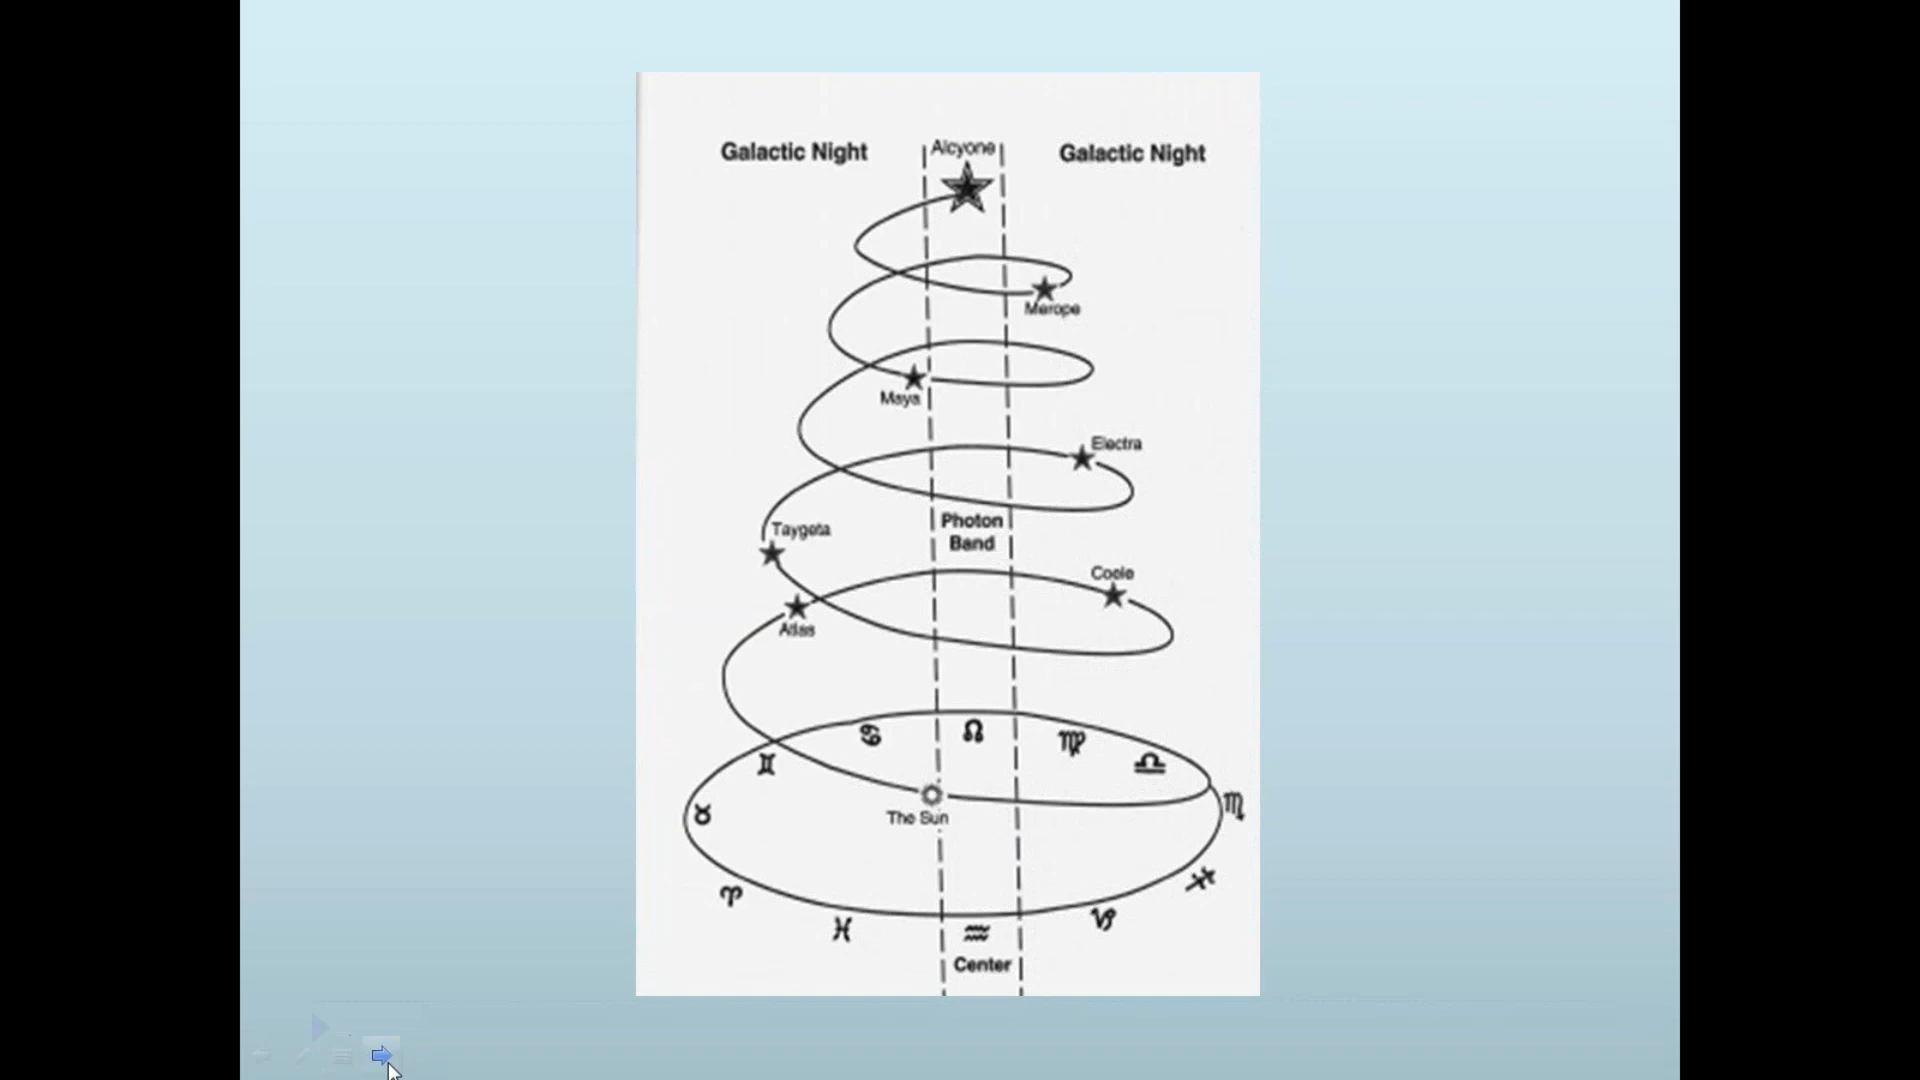 Galactic Night
Alcyone
Galactic Night
Merope
Maya
Electra
Photon
Band
Taygeta
Coele
Atlas
♋ ☊ ♍
♊ ♎
The Sun
♉ ♏
♈ ♐
♓ ♒ ♑
Center